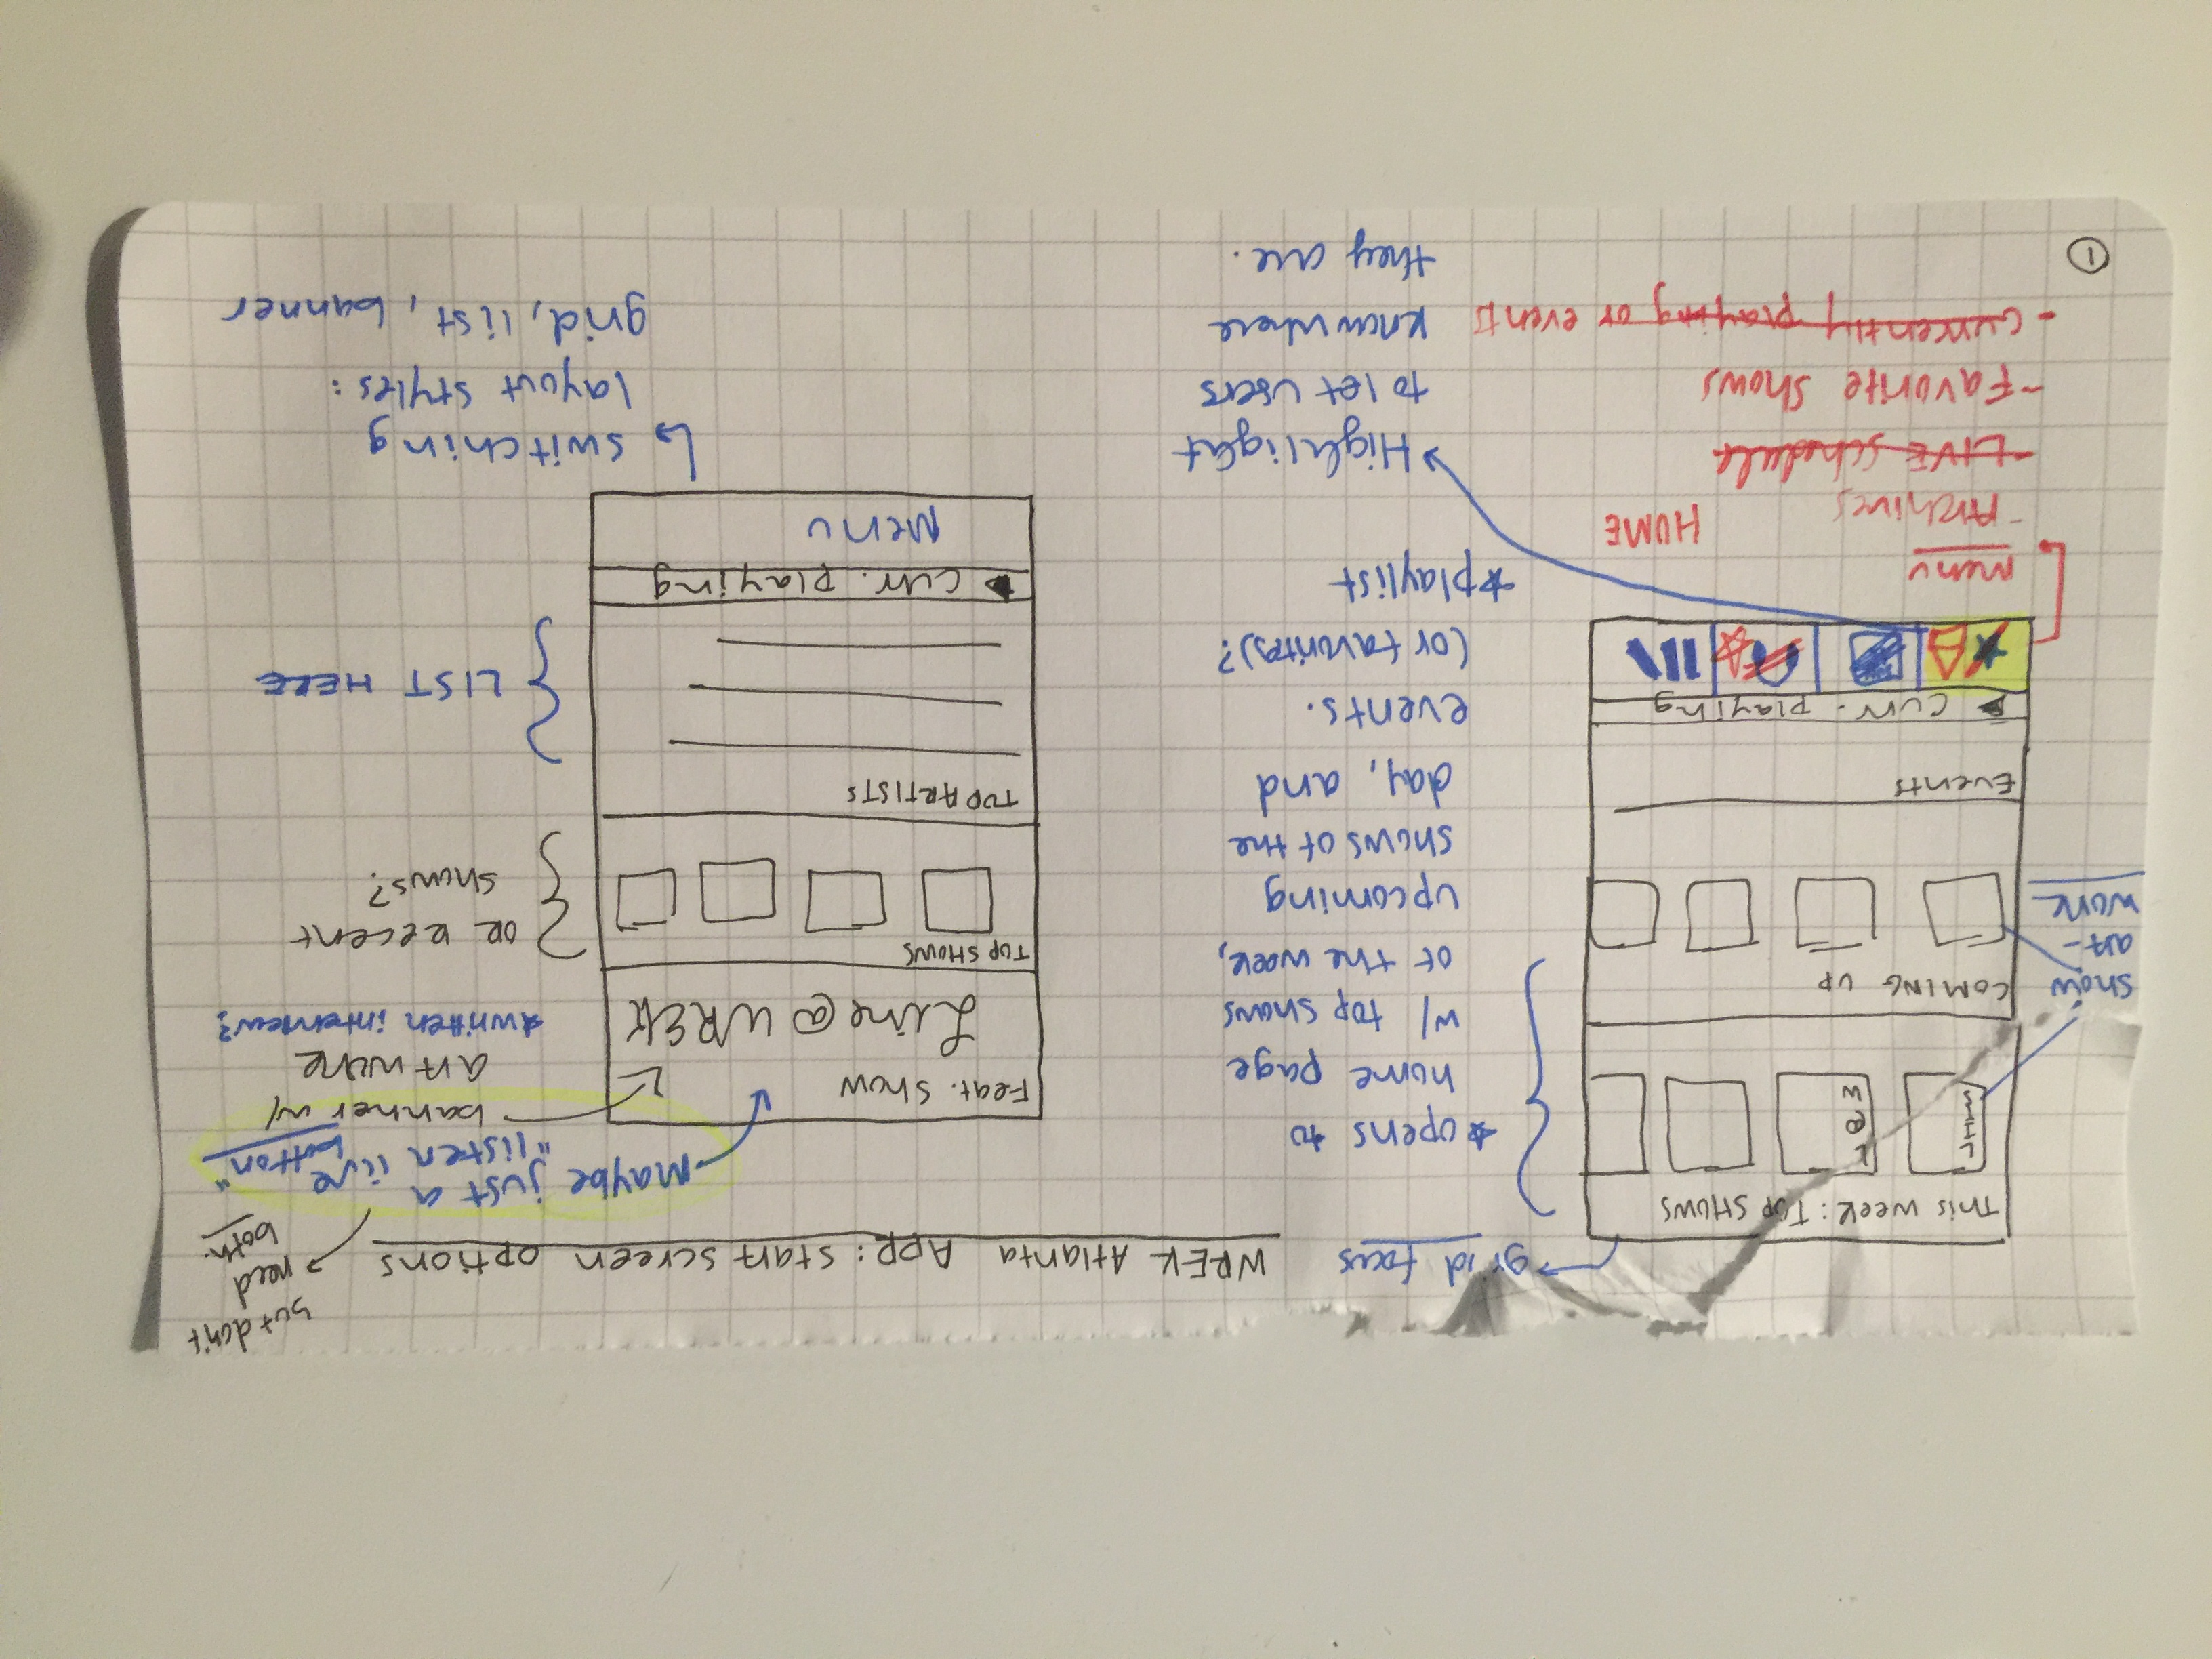 WREK Atlanta App: start screen options
grid focus
This week: TOP SHOWS
L@W
show
art-
work
COMING UP
Events
curr. playing
*opens to
home page
w/ top shows
of the week,
upcoming
shows of the
day, and
events.
(or favorites)?
*playlist
Menu
- Archives
- LIVE schedule
- Favorite Shows
- currently playing or events
HOME
Highlight
to let users
know where
they are.
1
but don't
need
both.
Maybe just a
"listen live
button"
banner w/
artwork
*written interview?
Feat. Show
Live@WREK
TOP SHOWS
OR Recent
shows?
TOP ARTISTS
LIST HERE
curr. playing
Menu
switching
layout styles:
grid, list, banner